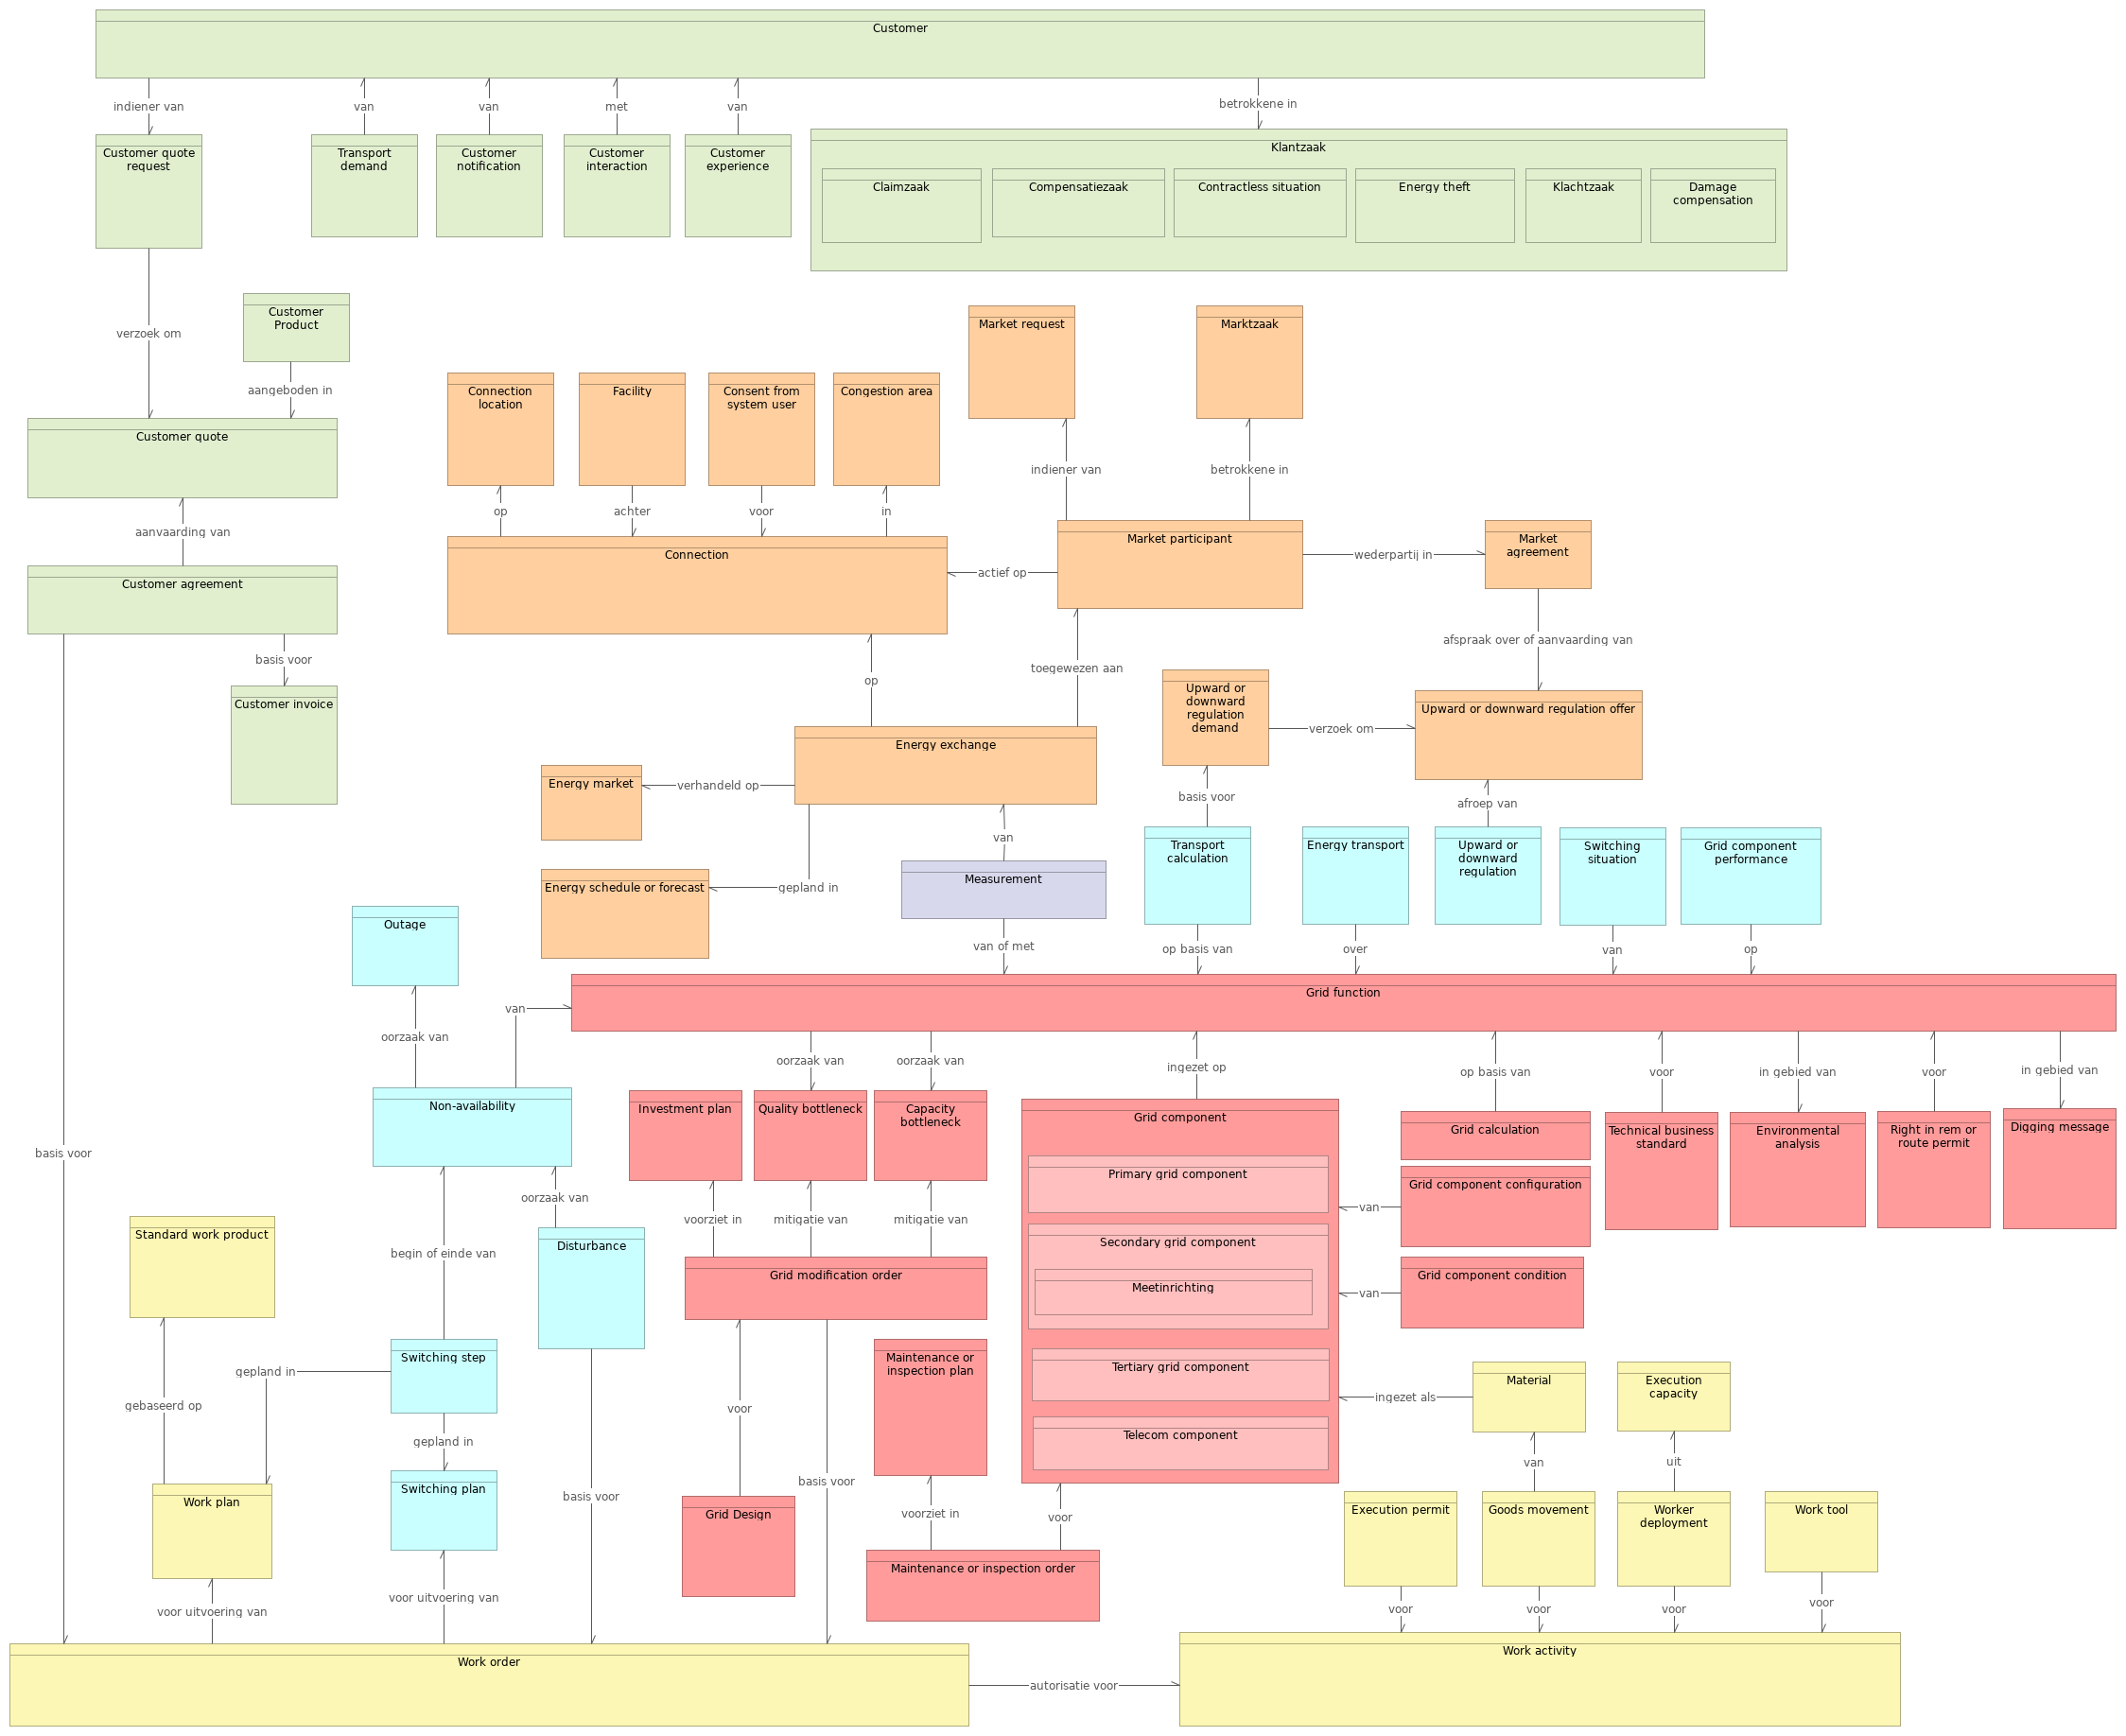 Customer
indiener van
van
van
met
van
betrokkene in
Customer quote
request
Transport
demand
Customer
notification
Customer
interaction
Customer
experience
Klantzaak
Claimzaak
Compensatiezaak
Contractless situation
Energy theft
Klachtzaak
Damage
compensation
verzoek om
Customer
Product
aangeboden in
Customer quote
aanvaarding van
Customer agreement
basis voor
Customer invoice
Market request
Marktzaak
Connection
location
Facility
Consent from
system user
Congestion area
indiener van
betrokkene in
op
achter
voor
in
Connection
actief op
Market participant
wederpartij in
Market
agreement
afspraak over of aanvaarding van
op
toegewezen aan
Upward or
downward
regulation
demand
verzoek om
Upward or downward regulation offer
Energy exchange
Energy market
verhandeld op
basis voor
afroep van
van
gepland in
Energy schedule or forecast
Measurement
Transport
calculation
Energy transport
Upward or
downward
regulation
Switching
situation
Grid component
performance
Outage
van of met
op basis van
over
van
op
Grid function
van
oorzaak van
oorzaak van
oorzaak van
ingezet op
op basis van
voor
in gebied van
voor
in gebied van
Non-availability
Investment plan
Quality bottleneck
Capacity
bottleneck
Grid component
Grid calculation
Technical business
standard
Environmental
analysis
Right in rem or
route permit
Digging message
basis voor
Primary grid component
Grid component configuration
van
oorzaak van
voorziet in
mitigatie van
mitigatie van
Standard work product
begin of einde van
Disturbance
Secondary grid component
Grid modification order
Meetinrichting
Grid component condition
van
Switching step
gepland in
Maintenance or
inspection plan
Tertiary grid component
Material
Execution
capacity
gebaseerd op
voor
ingezet als
gepland in
Telecom component
van
uit
basis voor
basis voor
Work plan
Switching plan
Grid Design
voorziet in
voor
Execution permit
Goods movement
Worker
deployment
Work tool
Maintenance or inspection order
voor uitvoering van
voor uitvoering van
voor
voor
voor
voor
Work order
autorisatie voor
Work activity